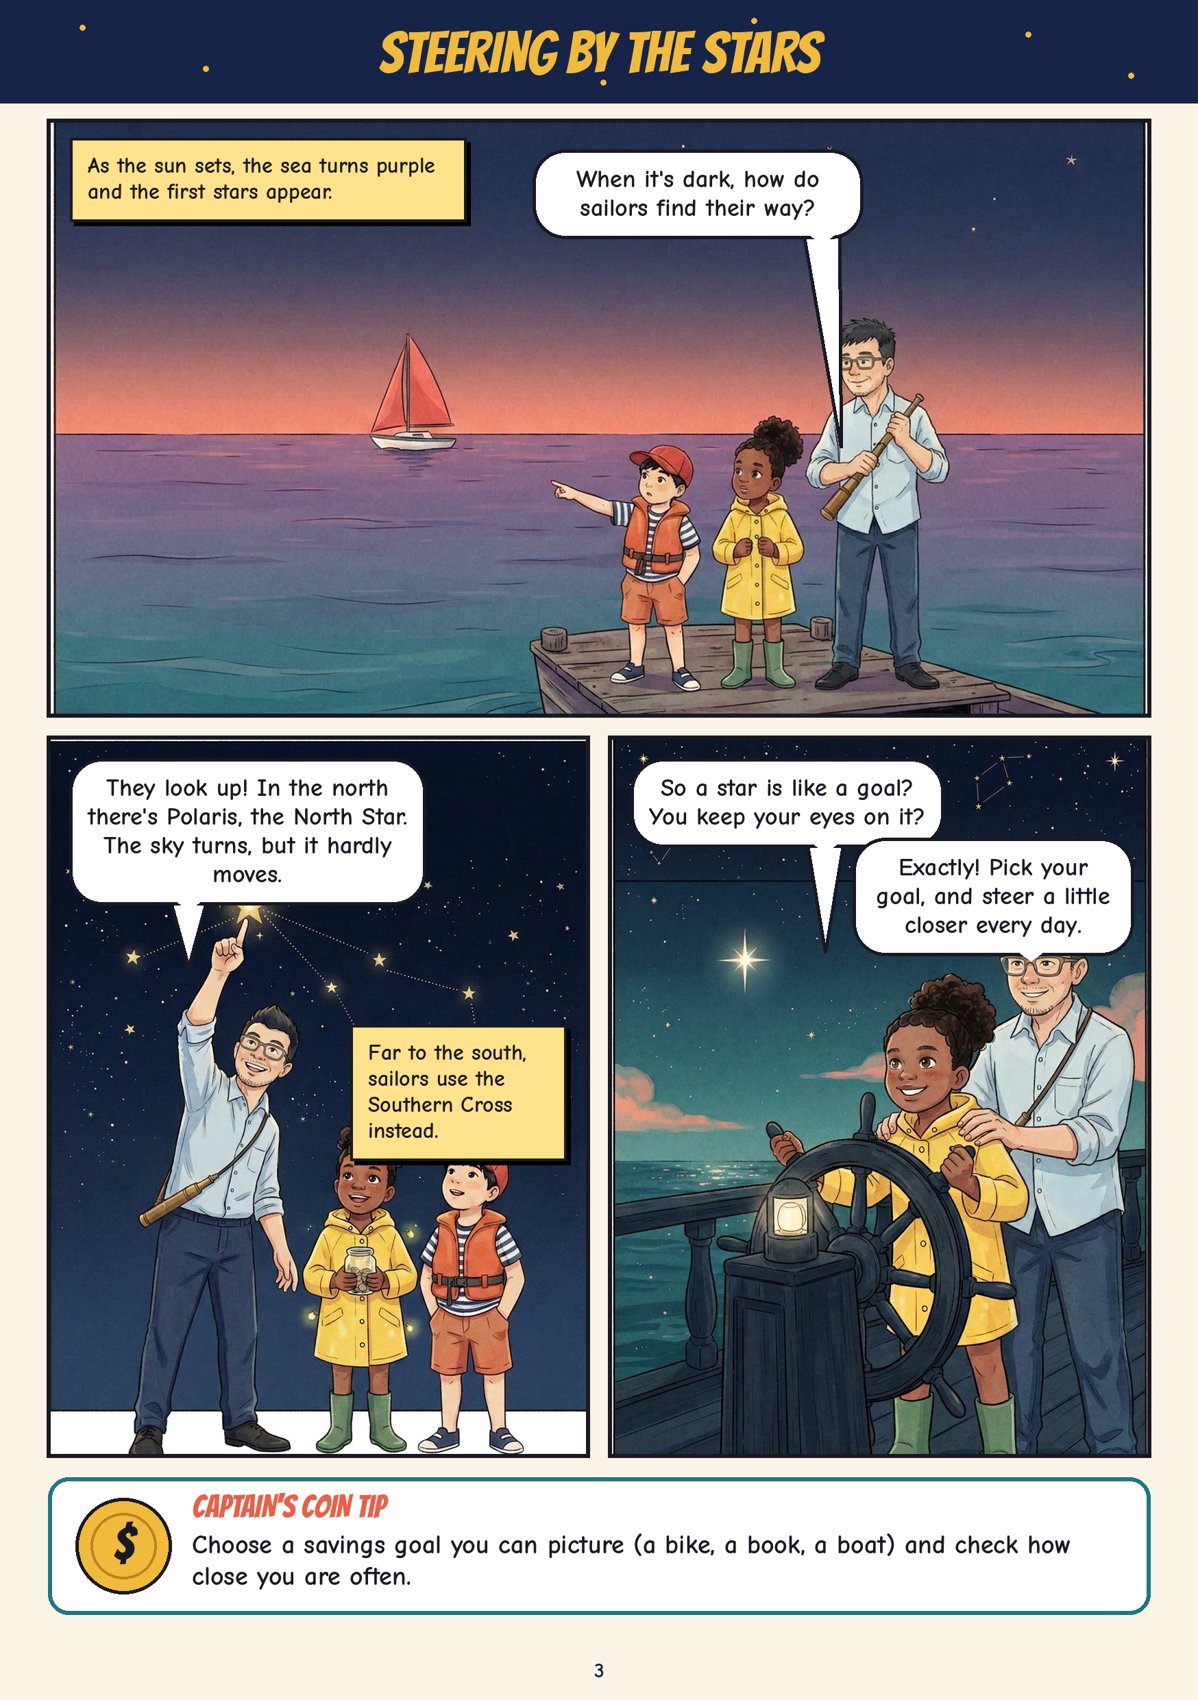 STEERING BY THE STARS
As the sun sets, the sea turns purple
and the first stars appear.
When it's dark, how do
sailors find their way?
They look up! In the north
there's Polaris, the North Star.
The sky turns, but it hardly
moves.
Far to the south,
sailors use the
Southern Cross
instead.
So a star is like a goal?
You keep your eyes on it?
Exactly! Pick your
goal, and steer a little
closer every day.
$
CAPTAIN'S COIN TIP
Choose a savings goal you can picture (a bike, a book, a boat) and check how
close you are often.
3